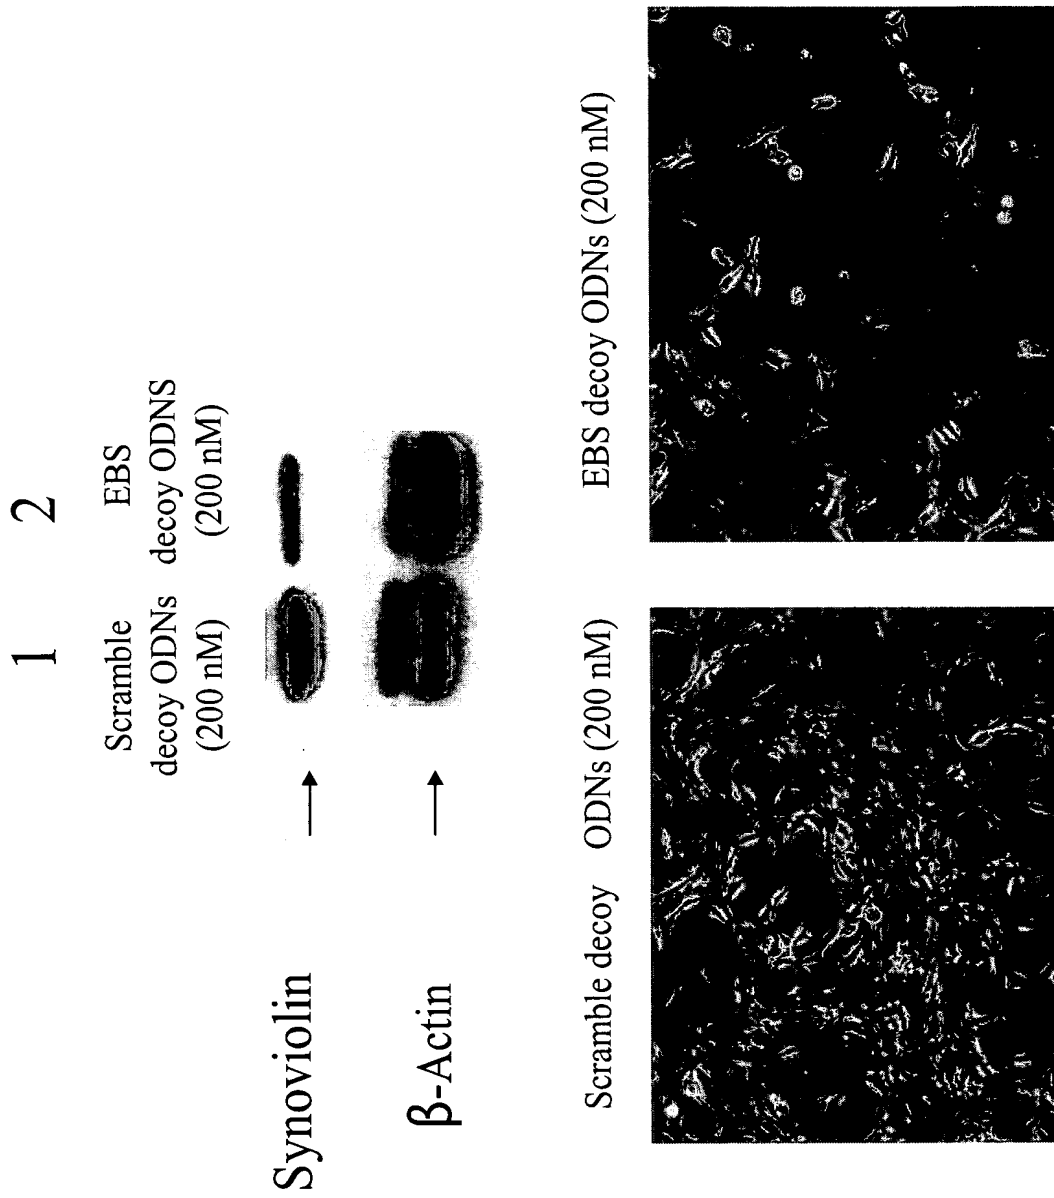 1 2
Scramble
decoy ODNs
(200 nM)
EBS
decoy ODNS
(200 nM)
Synoviolin
β-Actin
Scramble decoy ODNs (200 nM)
EBS decoy ODNs (200 nM)